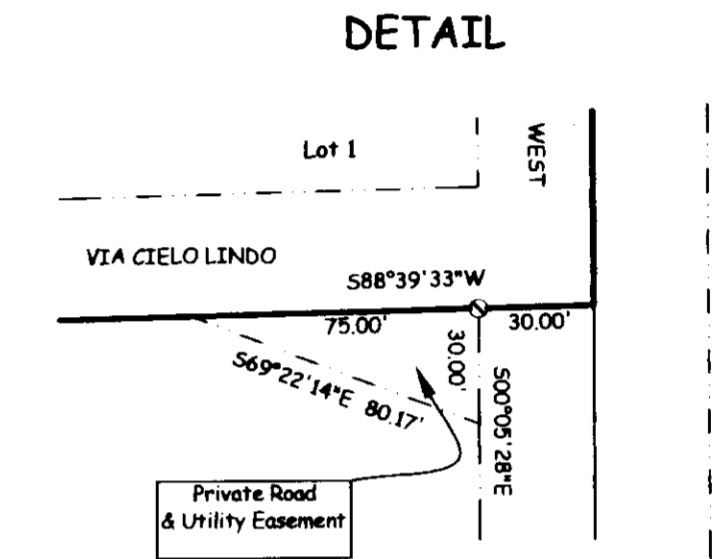 DETAIL
Lot 1
WEST
VIA CIELO LINDO
S88°39'33"W
75.00'
30.00'
30.00'
S69°22'14"E 80.17'
S00°05'28"E
Private Road
& Utility Easement